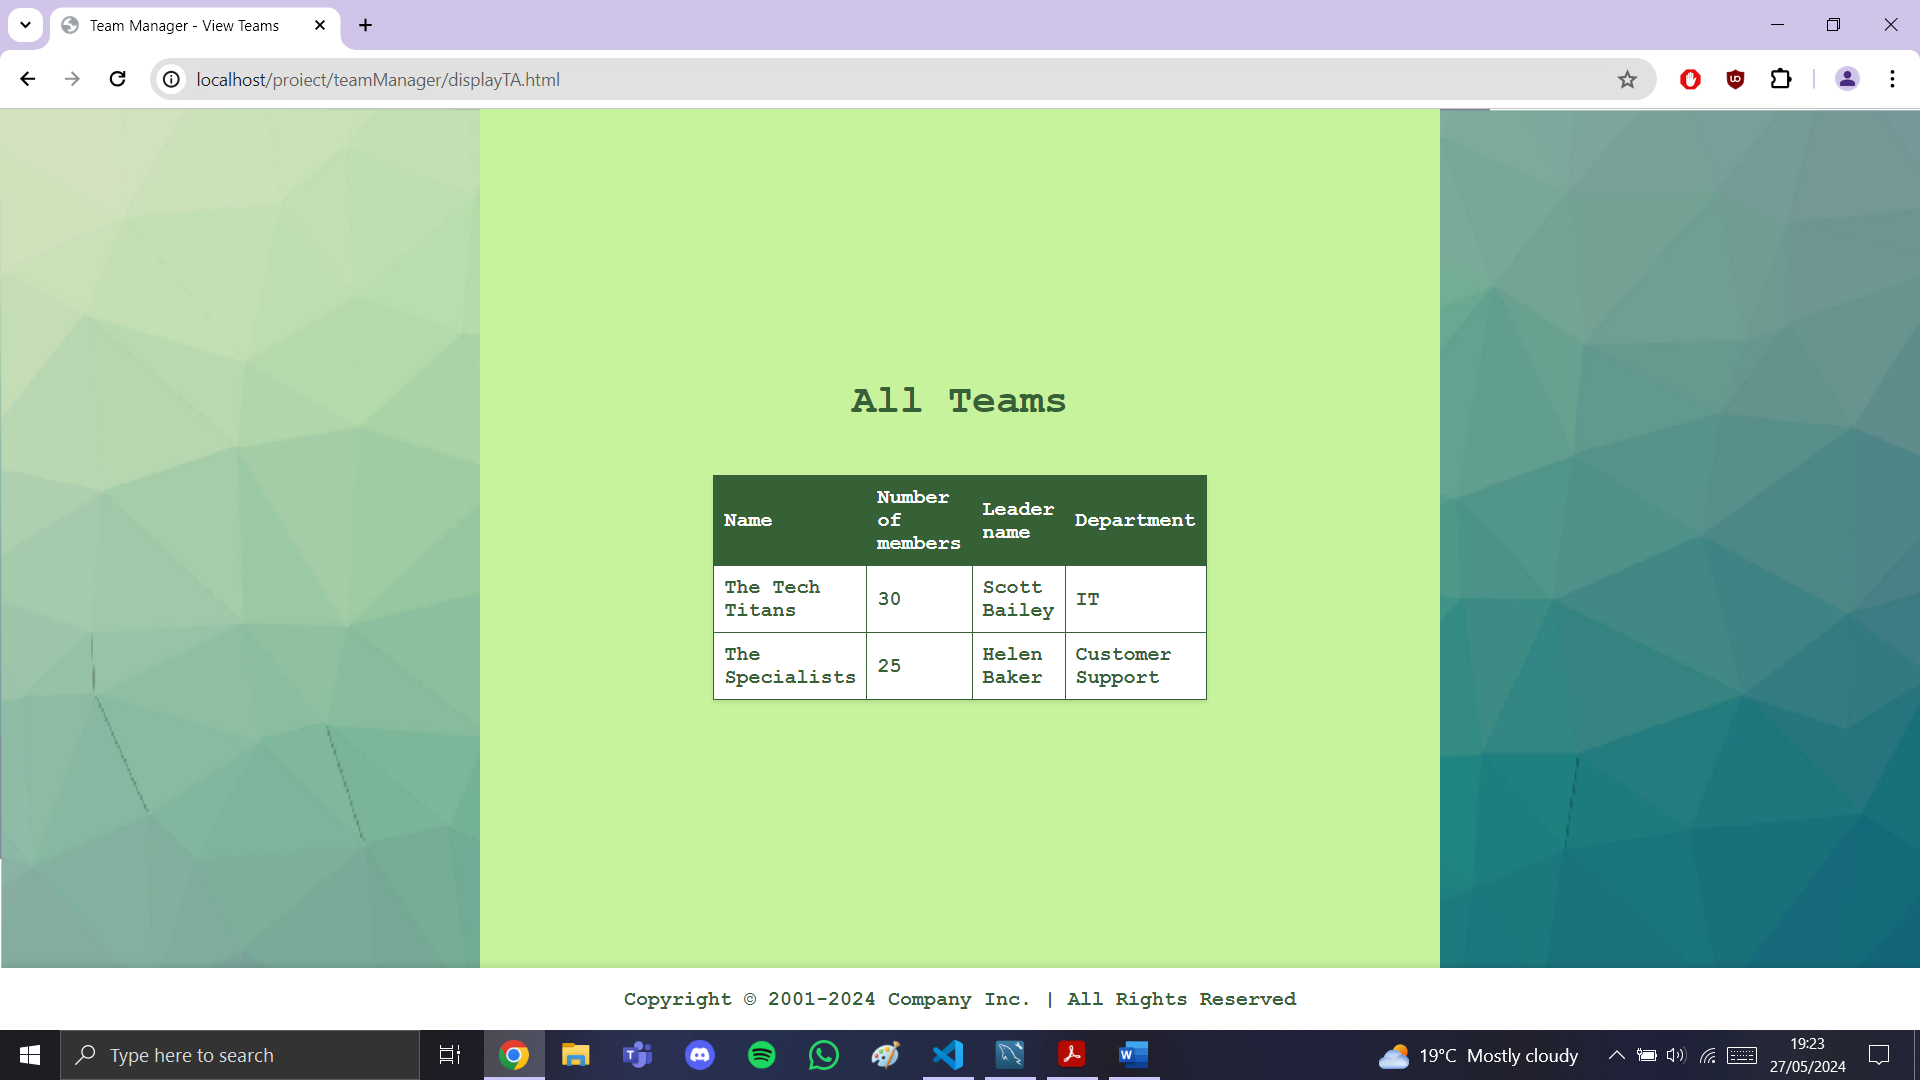 Team Manager - View Teams
localhost/proiect/teamManager/displayTA.html
All Teams
Name
Number
of
members
Leader
name
Department
The Tech
Titans
30
Scott
Bailey
IT
The
Specialists
25
Helen
Baker
Customer
Support
Copyright © 2001-2024 Company Inc. | All Rights Reserved
Type here to search
19°C Mostly cloudy
19:23
27/05/2024